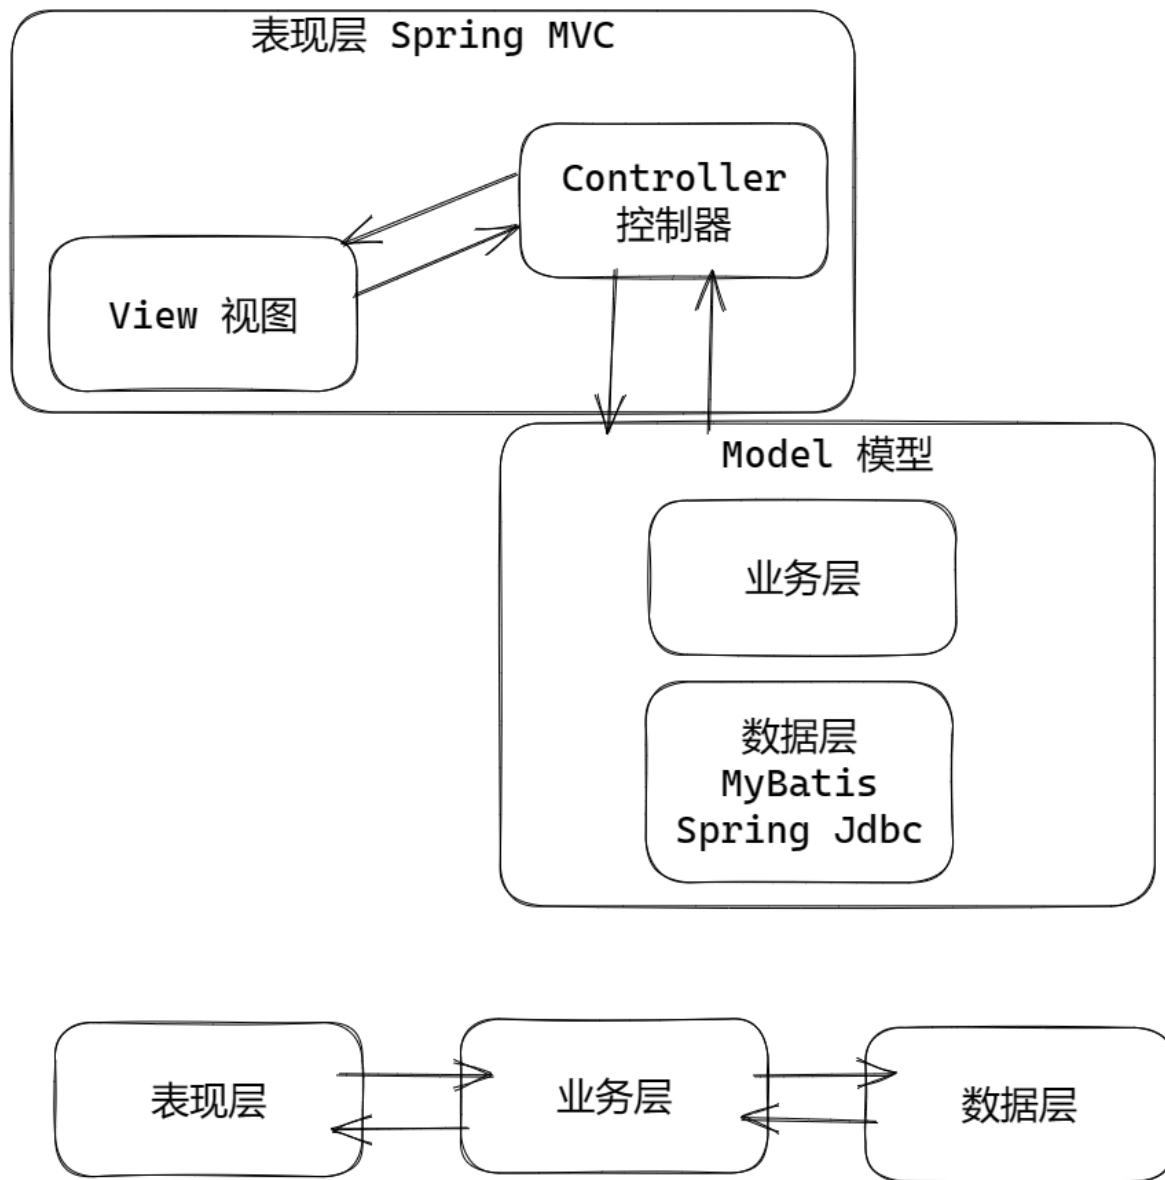 表现层 Spring MVC
Controller
控制器
View 视图
Model 模型
业务层
数据层
MyBatis
Spring Jdbc
表现层
业务层
数据层